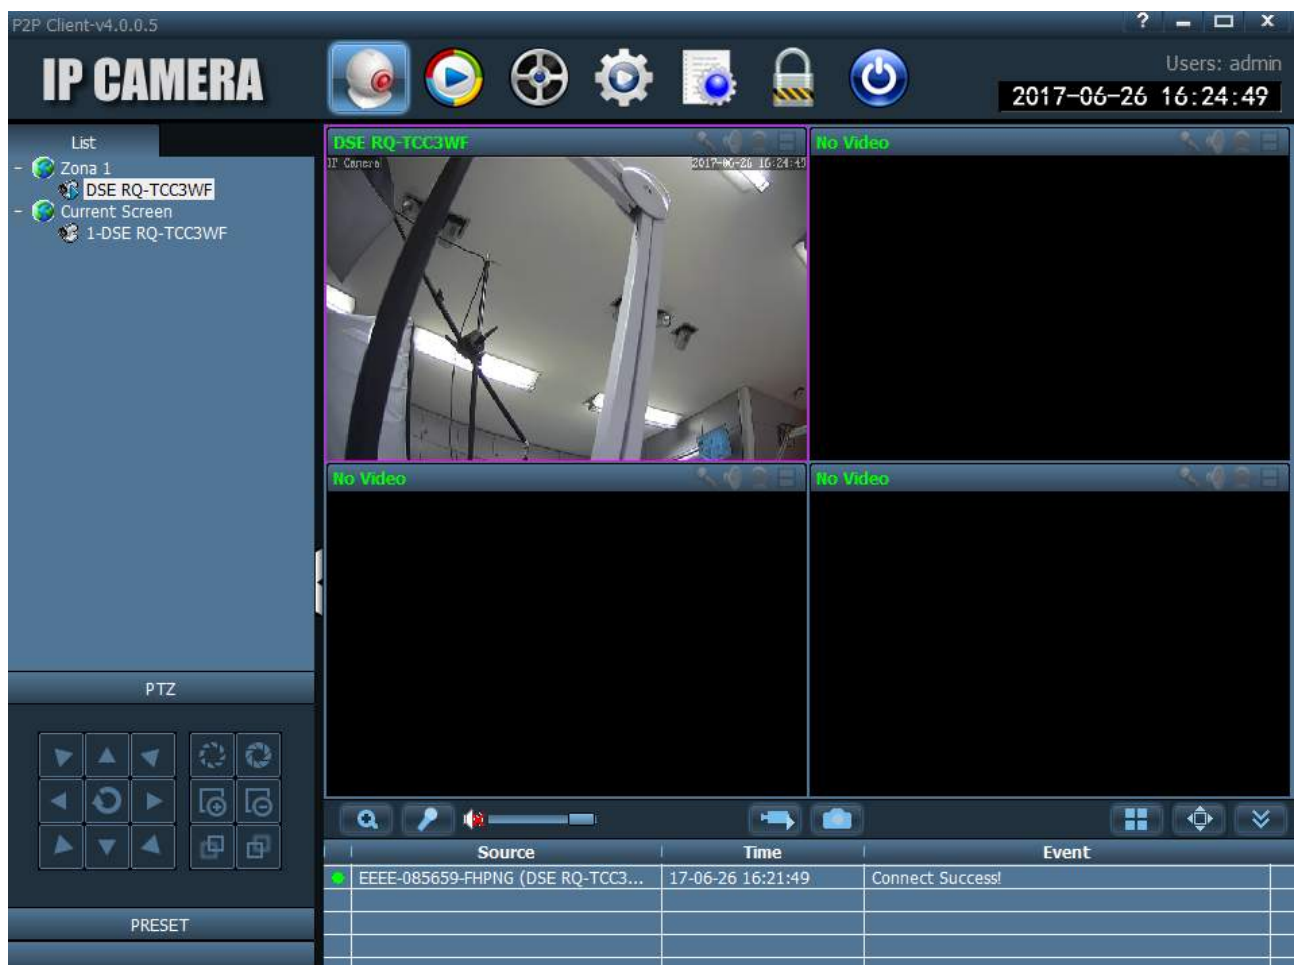 P2P Client-v4.0.0.5
IP CAMERA
Users: admin
2017-06-26 16:24:49
List
Zona 1
DSE RQ-TCC3WF
Current Screen
1-DSE RQ-TCC3WF
DSE RQ-TCC3WF
IP Camera
2017-06-26 16:24:49
No Video
No Video
No Video
PTZ
PRESET
Source Time Event
EEEE-085659-FHPNG (DSE RQ-TCC3... 17-06-26 16:21:49 Connect Success!